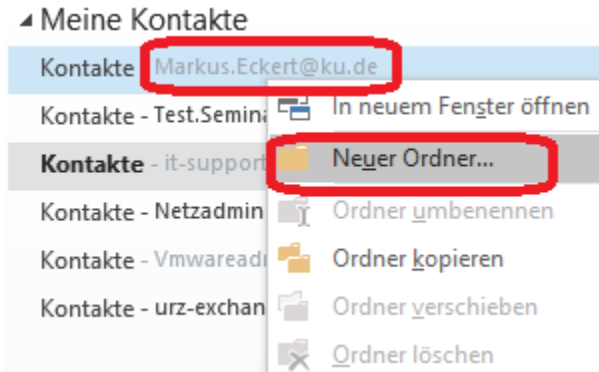 Meine Kontakte
Kontakte Markus.Eckert@ku.de
In neuem Fenster öffnen
Kontakte - Test.Semina
Neuer Ordner...
Kontakte - it-support
Kontakte - Netzadmin
Ordner umbenennen
Kontakte - Vmwaread
Ordner kopieren
Kontakte - urz-exchan
Ordner verschieben
Ordner löschen